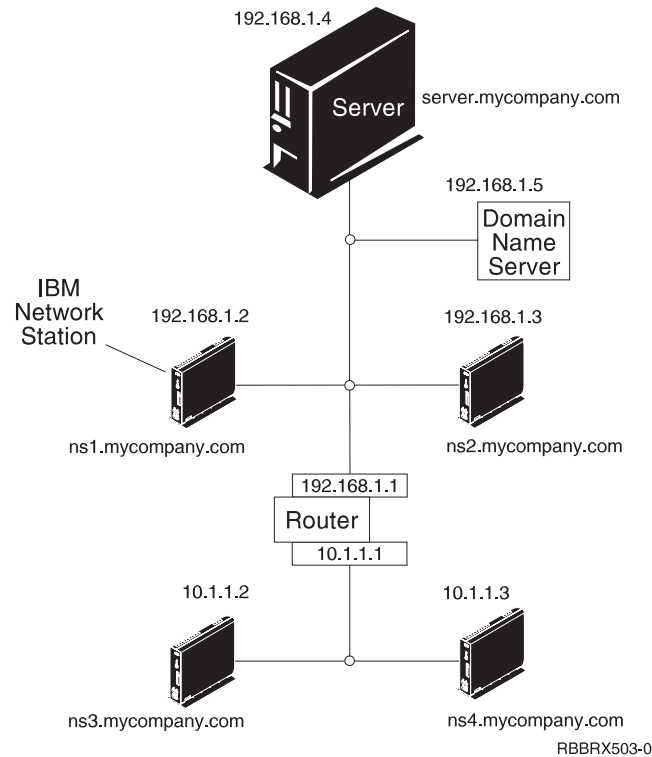 192.168.1.4
Server
server.mycompany.com
192.168.1.5
Domain
Name
Server
IBM
Network
Station
192.168.1.2
192.168.1.3
ns1.mycompany.com
ns2.mycompany.com
192.168.1.1
Router
10.1.1.1
10.1.1.2
10.1.1.3
ns3.mycompany.com
ns4.mycompany.com
RBBRX503-0